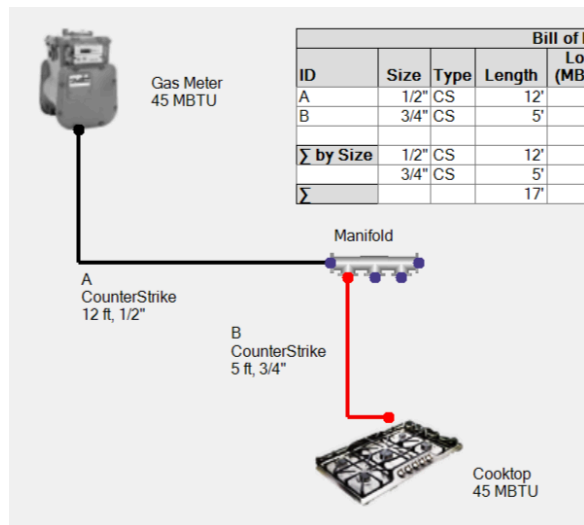 Bill of
Lo
ID Size Type Length (MB
A 1/2" CS 12'
B 3/4" CS 5'
∑ by Size 1/2" CS 12'
3/4" CS 5'
∑ 17'
Gas Meter
45 MBTU
Manifold
A
CounterStrike
12 ft, 1/2"
B
CounterStrike
5 ft, 3/4"
Cooktop
45 MBTU